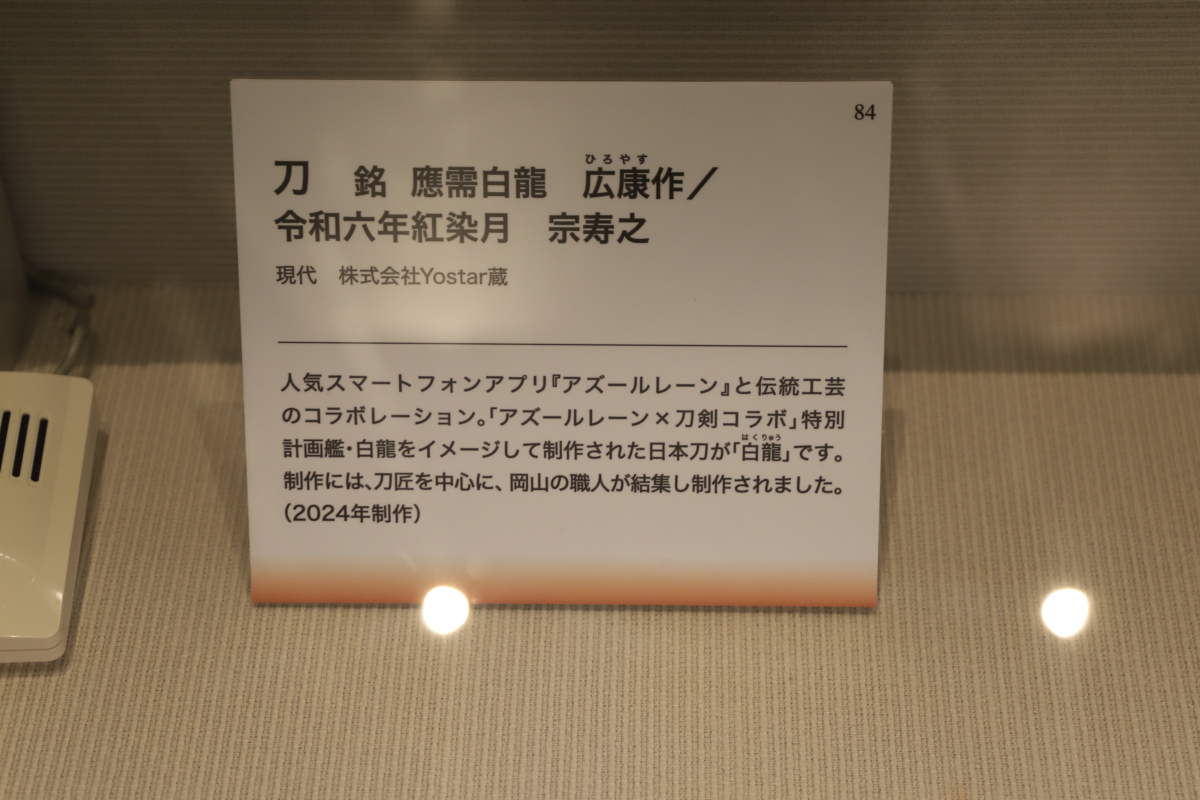 84
ひろやす
刀　銘　應需白龍　広康作／
令和六年紅染月　宗寿之
現代　株式会社Yostar蔵
人気スマートフォンアプリ『アズールレーン』と伝統工芸
のコラボレーション。「アズールレーン×刀剣コラボ」特別
はくりゅう
計画艦・白龍をイメージして制作された日本刀が「白龍」です。
制作には、刀匠を中心に、岡山の職人が結集し制作されました。
（2024年制作）